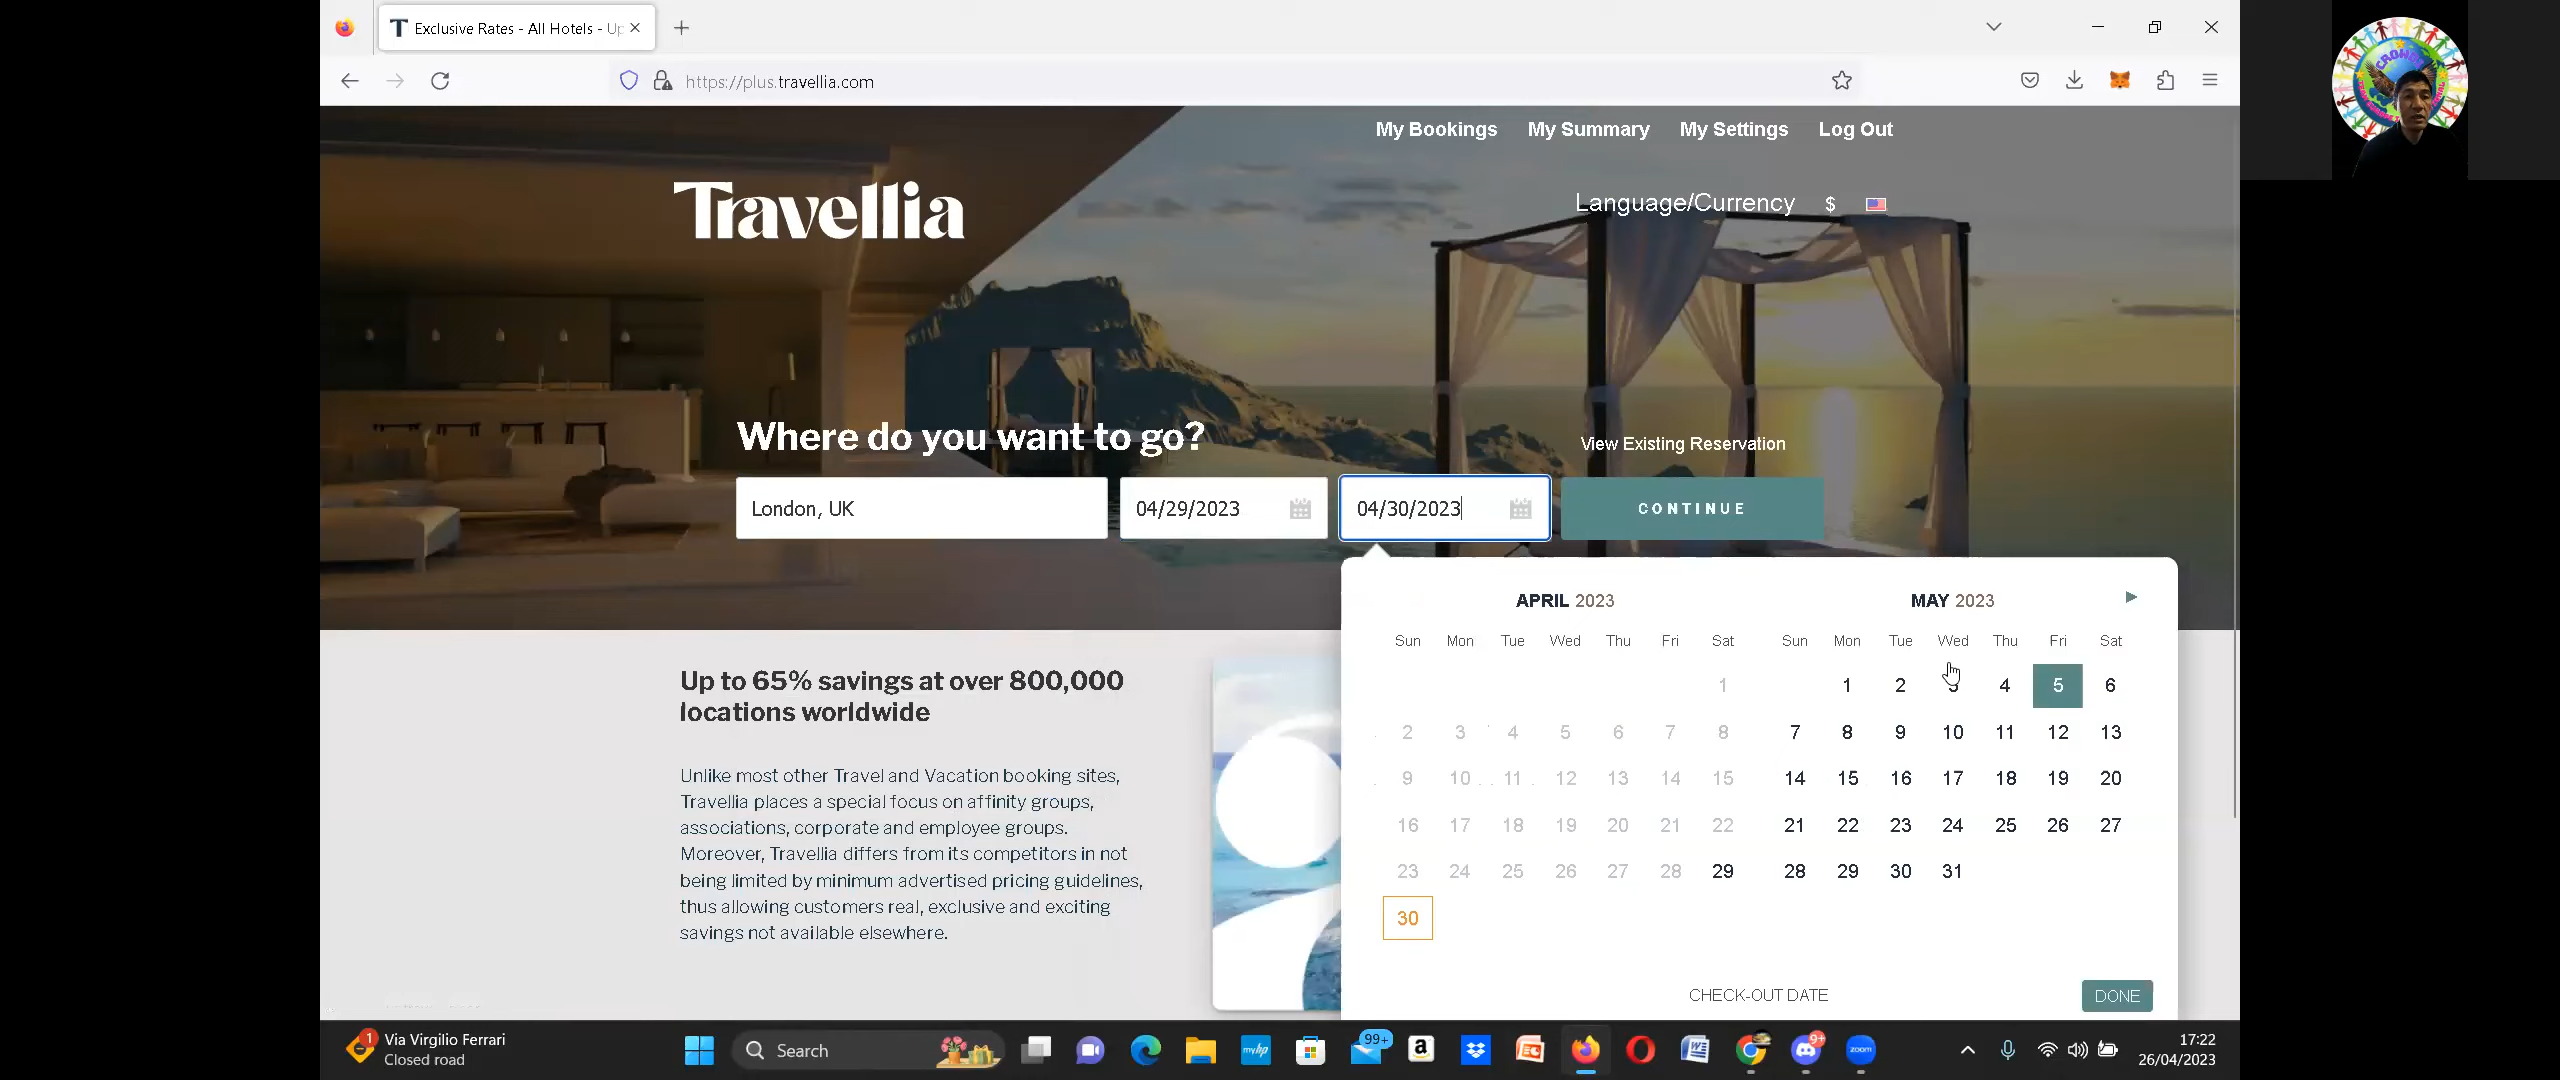 Exclusive Rates - All Hotels - Up
https://plus.travellia.com
My Bookings My Summary My Settings Log Out
Travellia
Language/Currency $
Where do you want to go?
View Existing Reservation
London, UK
04/29/2023
04/30/2023
CONTINUE
APRIL 2023
Sun Mon Tue Wed Thu Fri Sat
1
2 3 4 5 6 7 8
9 10 11 12 13 14 15
16 17 18 19 20 21 22
23 24 25 26 27 28 29
30
MAY 2023
Sun Mon Tue Wed Thu Fri Sat
1 2 3 4 5 6
7 8 9 10 11 12 13
14 15 16 17 18 19 20
21 22 23 24 25 26 27
28 29 30 31
CHECK-OUT DATE
DONE
Up to 65% savings at over 800,000
locations worldwide
Unlike most other Travel and Vacation booking sites,
Travellia places a special focus on affinity groups,
associations, corporate and employee groups.
Moreover, Travellia differs from its competitors in not
being limited by minimum advertised pricing guidelines,
thus allowing customers real, exclusive and exciting
savings not available elsewhere.
1
Via Virgilio Ferrari
Closed road
Search
myhp
99+
a
9+
zoom
17:22
26/04/2023